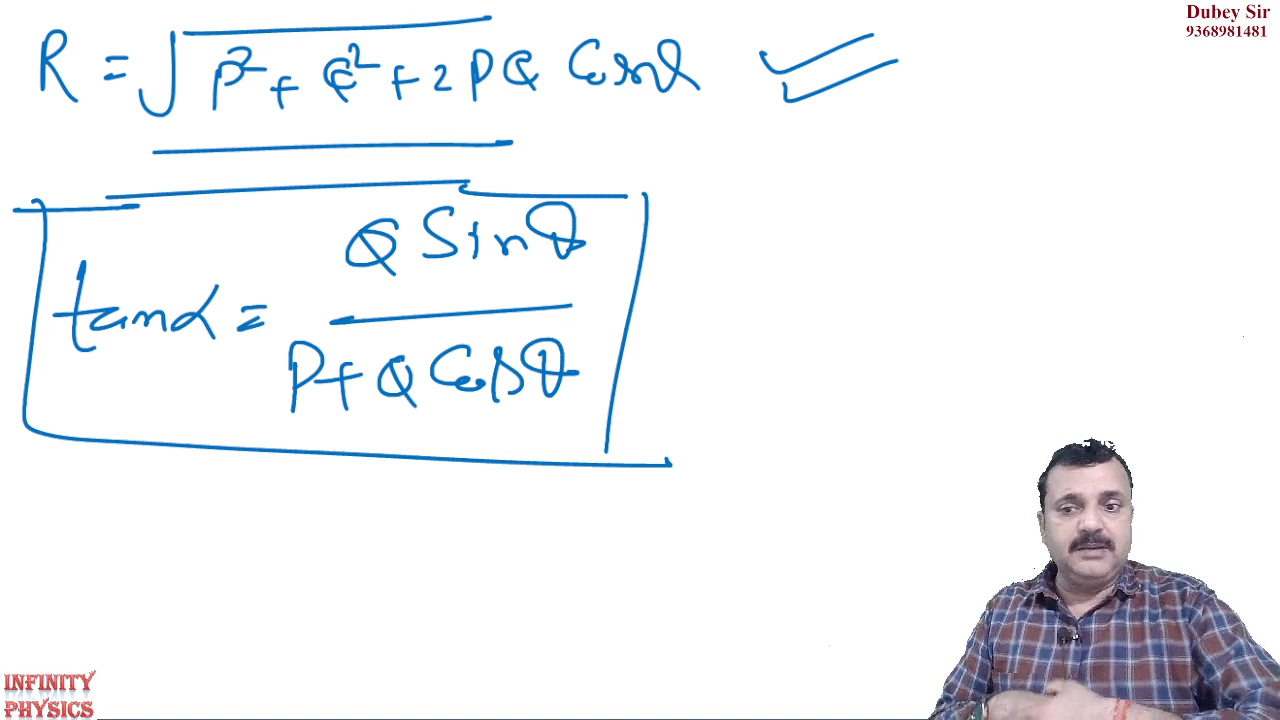 Dubey Sir
9368981481
R = √P² + Q² + 2PQ Cosθ
tanα = Q Sinθ / P + Q Cosθ
INFINITY
PHYSICS